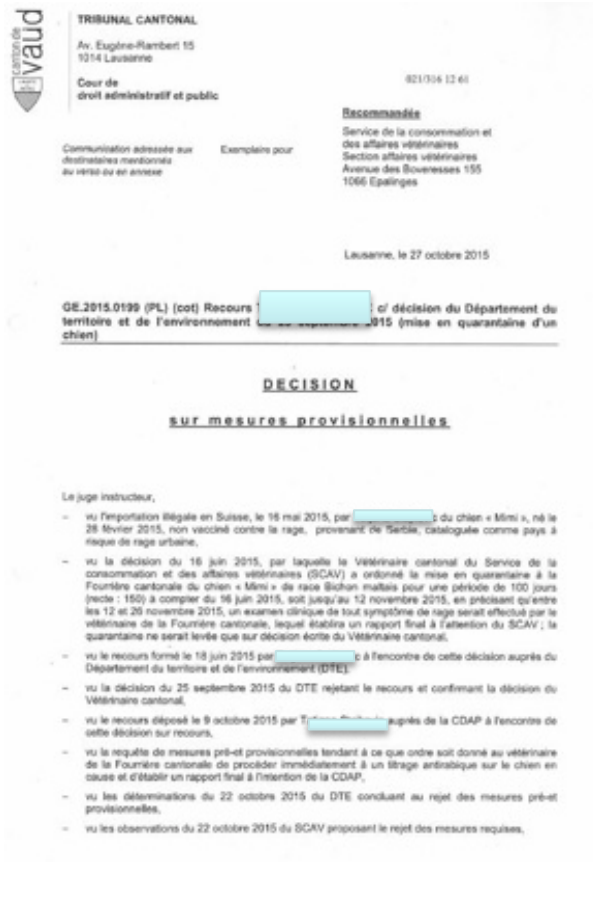 canton de
vaud
TRIBUNAL CANTONAL
Av. Eugène-Rambert 15
1014 Lausanne
Cour de
droit administratif et public
021/316 12 61
Recommandée
Service de la consommation et
des affaires vétérinaires
Section affaires vétérinaires
Avenue des Boveresses 155
1066 Epalinges
Communication adressée aux
destinataires mentionnés
au verso ou en annexe
Exemplaire pour
Lausanne, le 27 octobre 2015
GE.2015.0199 (PL) (cot) Recours c/ décision du Département du
territoire et de l'environnement 2015 (mise en quarantaine d'un
chien)
DECISION
sur mesures provisionnelles
Le juge instructeur,
– vu l'importation illégale en Suisse, le 16 mai 2015, par du chien « Mimi », né le
28 février 2015, non vacciné contre la rage, provenant de Serbie, cataloguée comme pays à
risque de rage urbaine,
– vu la décision du 16 juin 2015, par laquelle le Vétérinaire cantonal du Service de la
consommation et des affaires vétérinaires (SCAV) a ordonné la mise en quarantaine à la
Fourrière cantonale du chien « Mimi » de race Bichon maltais pour une période de 100 jours
(recte : 150) à compter du 16 juin 2015, soit jusqu'au 12 novembre 2015, en précisant qu'entre
les 12 et 26 novembre 2015, un examen clinique de tout symptôme de rage serait effectué par le
vétérinaire de la Fourrière cantonale, lequel établira un rapport final à l'attention du SCAV ; la
quarantaine ne serait levée que sur décision écrite du Vétérinaire cantonal,
– vu le recours formé le 18 juin 2015 par à l'encontre de cette décision auprès du
Département du territoire et de l'environnement (DTE),
– vu la décision du 25 septembre 2015 du DTE rejetant le recours et confirmant la décision du
Vétérinaire cantonal,
– vu le recours déposé le 9 octobre 2015 par auprès de la CDAP à l'encontre de
cette décision sur recours,
– vu la requête de mesures pré-et provisionnelles tendant à ce que ordre soit donné au vétérinaire
de la Fourrière cantonale de procéder immédiatement à un titrage antirabique sur le chien en
cause et d'établir un rapport final à l'intention de la CDAP,
– vu les déterminations du 22 octobre 2015 du DTE concluant au rejet des mesures pré-et
provisionnelles,
– vu les observations du 22 octobre 2015 du SCAV proposant le rejet des mesures requises,